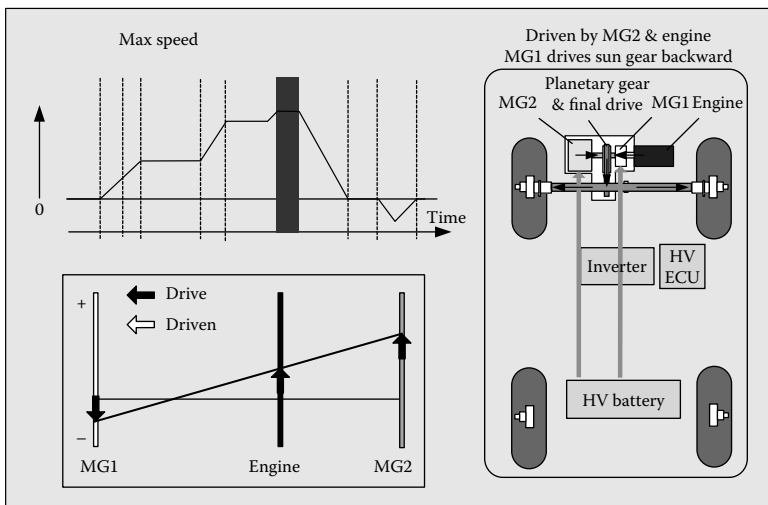 Max speed
0
Time
+
Drive
Driven
−
MG1
Engine
MG2
Driven by MG2 & engine
MG1 drives sun gear backward
Planetary gear
MG2 & final drive MG1 Engine
Inverter
HV
ECU
HV battery